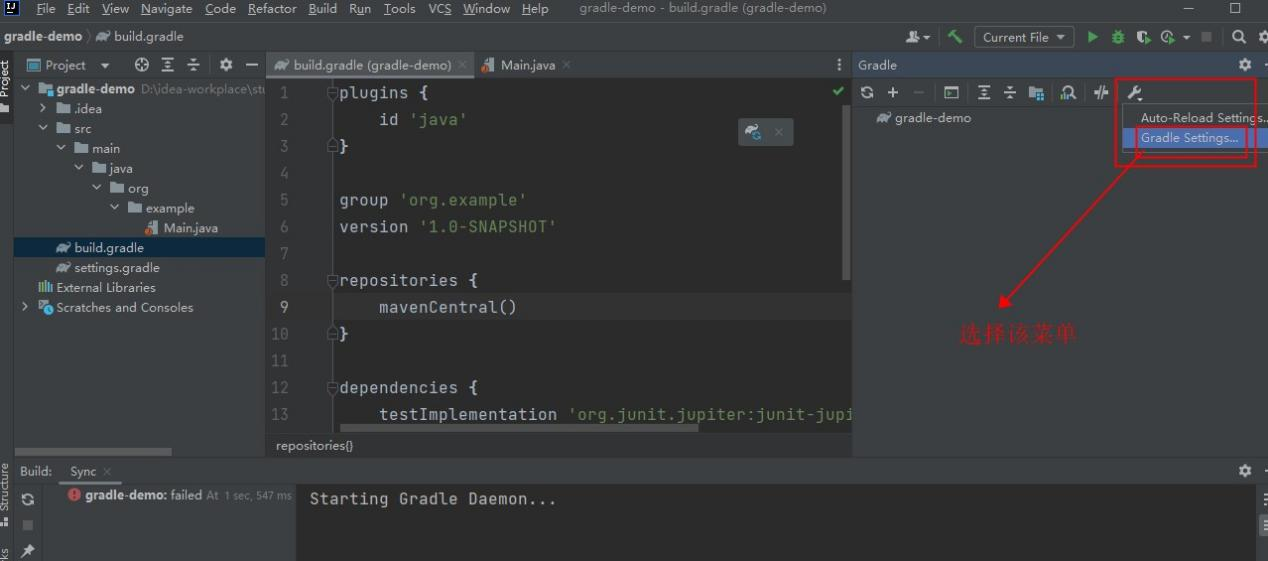 File Edit View Navigate Code Refactor Build Run Tools VCS Window Help gradle-demo - build.gradle (gradle-demo)
gradle-demo build.gradle Current File
Project
Project build.gradle (gradle-demo) Main.java Gradle
gradle-demo D:\idea-workplace\stu
.idea
src
main
java
org
example
Main.java
build.gradle
settings.gradle
External Libraries
Scratches and Consoles
1 plugins {
2 id 'java'
3 }
4
5 group 'org.example'
6 version '1.0-SNAPSHOT'
7
8 repositories {
9 mavenCentral()
10 }
11
12 dependencies {
13 testImplementation 'org.junit.jupiter:junit-jupi
repositories{}
gradle-demo
Auto-Reload Settings...
Gradle Settings...
选择该菜单
Structure
Build: Sync
gradle-demo: failed At 1 sec, 547 ms
Starting Gradle Daemon...